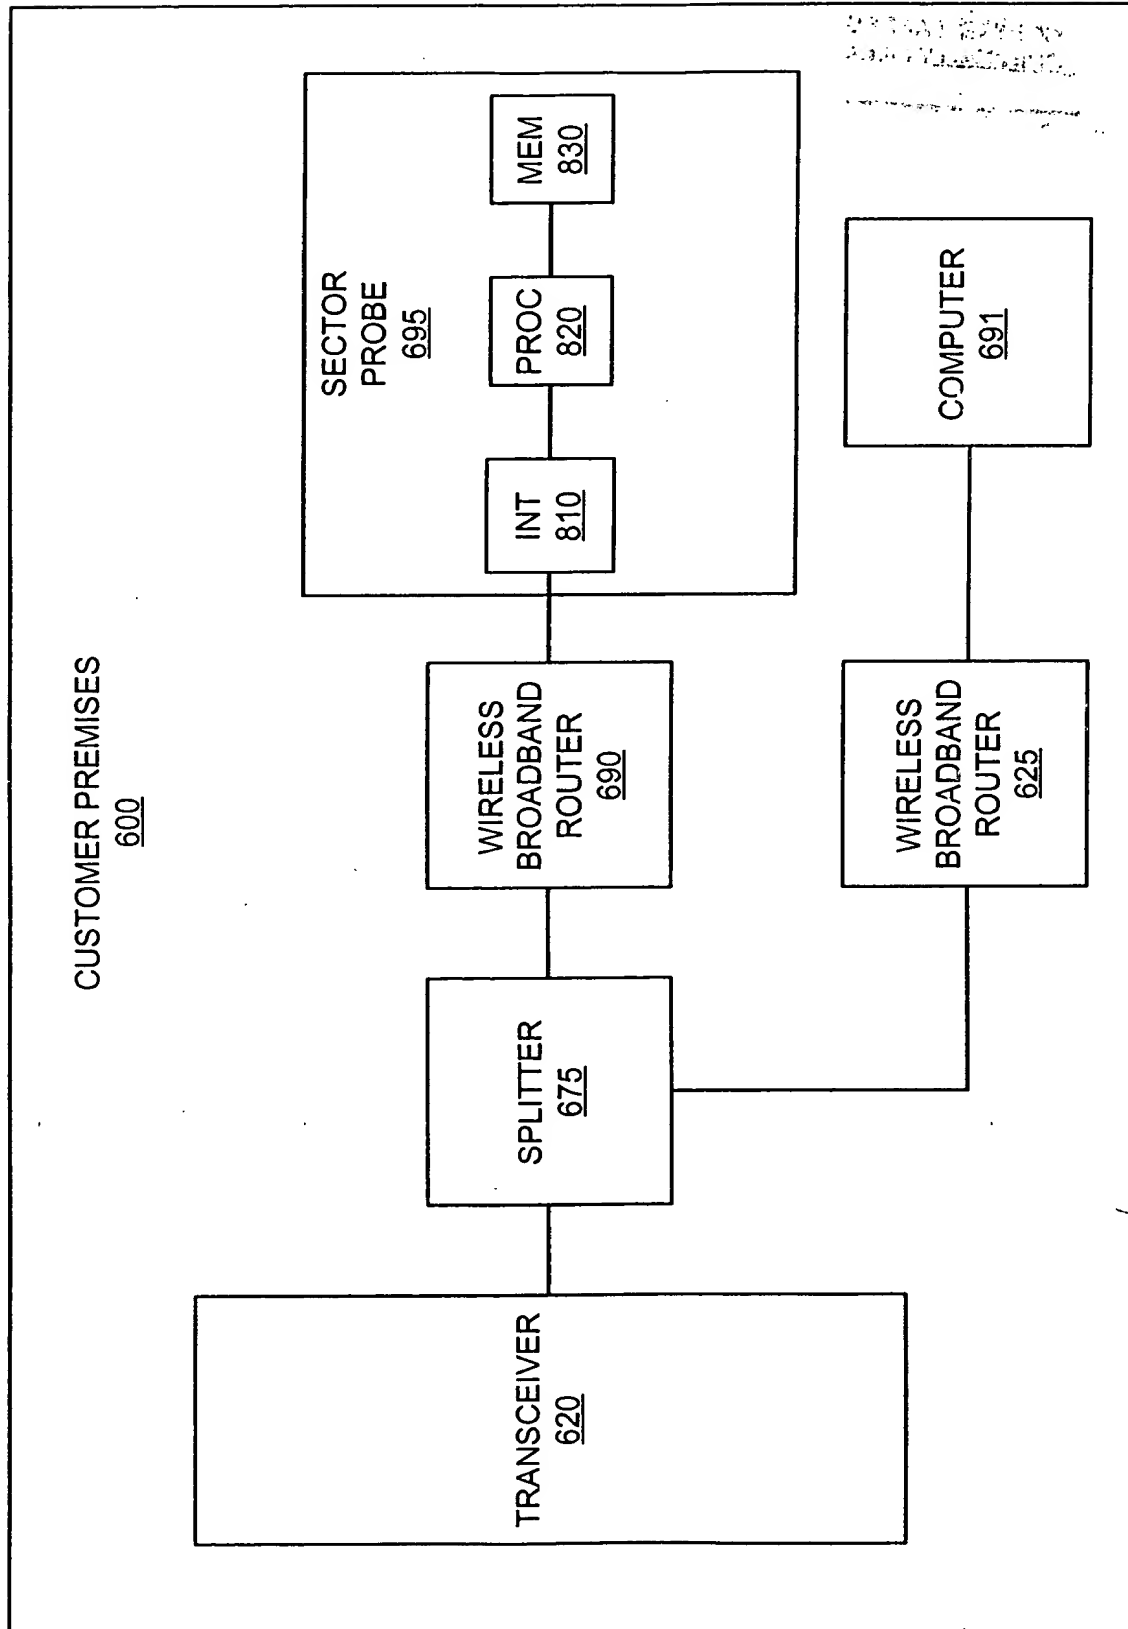 CUSTOMER PREMISES
600
TRANSCEIVER
620
SPLITTER
675
WIRELESS
BROADBAND
ROUTER
690
SECTOR
PROBE
695
INT
810
PROC
820
MEM
830
WIRELESS
BROADBAND
ROUTER
625
COMPUTER
691